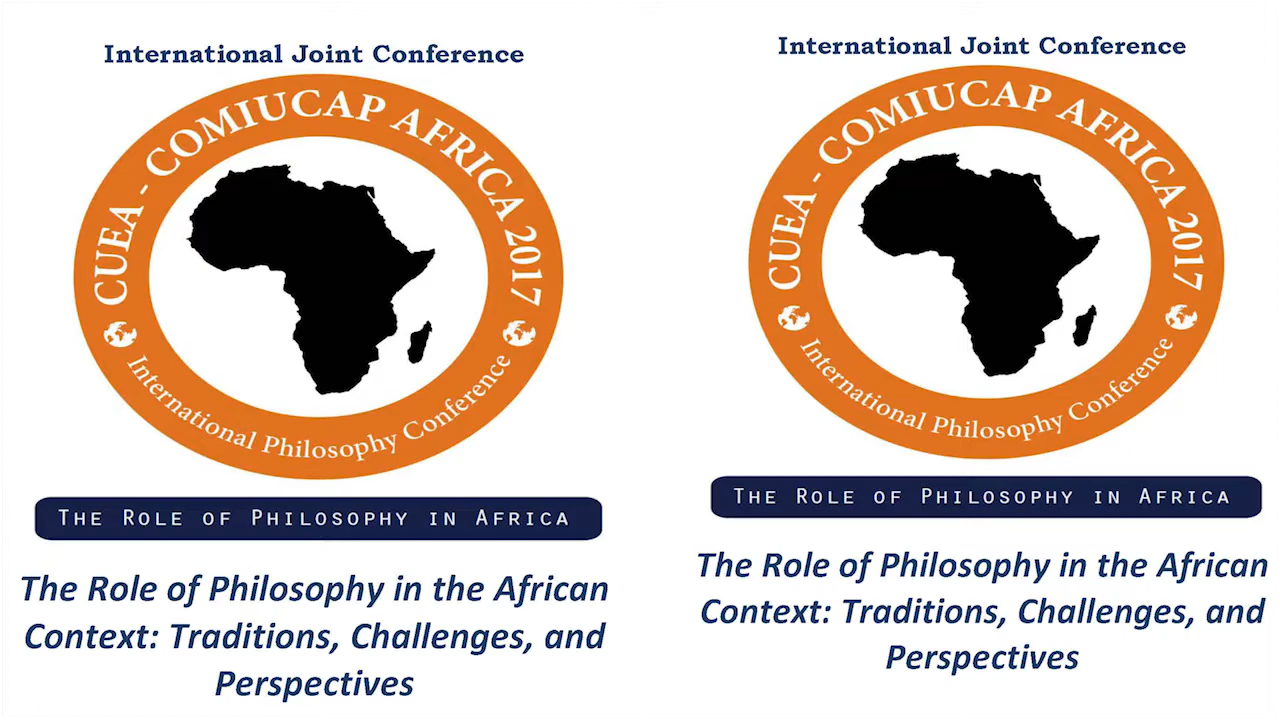 International Joint Conference
CUEA - COMIUCAP AFRICA 2017
International Philosophy Conference
THE ROLE OF PHILOSOPHY IN AFRICA
The Role of Philosophy in the African
Context: Traditions, Challenges, and
Perspectives
International Joint Conference
CUEA - COMIUCAP AFRICA 2017
International Philosophy Conference
THE ROLE OF PHILOSOPHY IN AFRICA
The Role of Philosophy in the African
Context: Traditions, Challenges, and
Perspectives